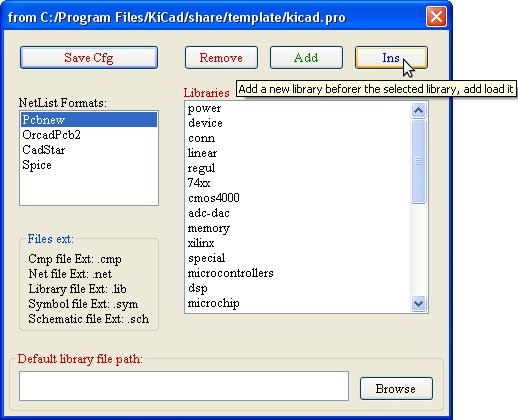 from C:/Program Files/KiCad/share/template/kicad.pro
Save Cfg
Remove
Add
Ins
Add a new library beforer the selected library, add load it
NetList Formats:
Pcbnew
OrcadPcb2
CadStar
Spice
Libraries
power
device
conn
linear
regul
74xx
cmos4000
adc-dac
memory
xilinx
special
microcontrollers
dsp
microchip
Files ext:
Cmp file Ext: .cmp
Net file Ext: .net
Library file Ext: .lib
Symbol file Ext: .sym
Schematic file Ext: .sch
Default library file path:
Browse